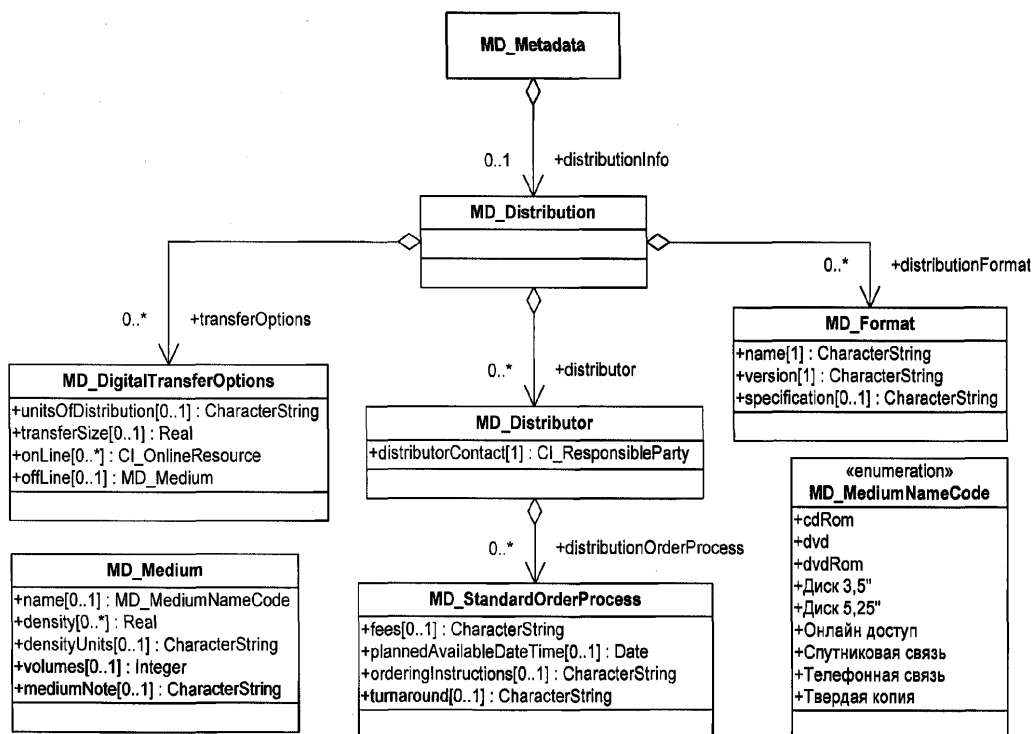 MD_Metadata
0..1 +distributionInfo
MD_Distribution
0..* +transferOptions
0..* +distributor
0..* +distributionFormat
MD_Format
+name[1] : CharacterString
+version[1] : CharacterString
+specification[0..1] : CharacterString
MD_DigitalTransferOptions
+unitsOfDistribution[0..1] : CharacterString
+transferSize[0..1] : Real
+onLine[0..*] : CI_OnlineResource
+offLine[0..1] : MD_Medium
MD_Distributor
+distributorContact[1] : CI_ResponsibleParty
0..* +distributionOrderProcess
«enumeration»
MD_MediumNameCode
+cdRom
+dvd
+dvdRom
+Диск 3,5"
+Диск 5,25"
+Онлайн доступ
+Спутниковая связь
+Телефонная связь
+Твердая копия
MD_Medium
+name[0..1] : MD_MediumNameCode
+density[0..*] : Real
+densityUnits[0..1] : CharacterString
+volumes[0..1] : Integer
+mediumNote[0..1] : CharacterString
MD_StandardOrderProcess
+fees[0..1] : CharacterString
+plannedAvailableDateTime[0..1] : Date
+orderingInstructions[0..1] : CharacterString
+turnaround[0..1] : CharacterString